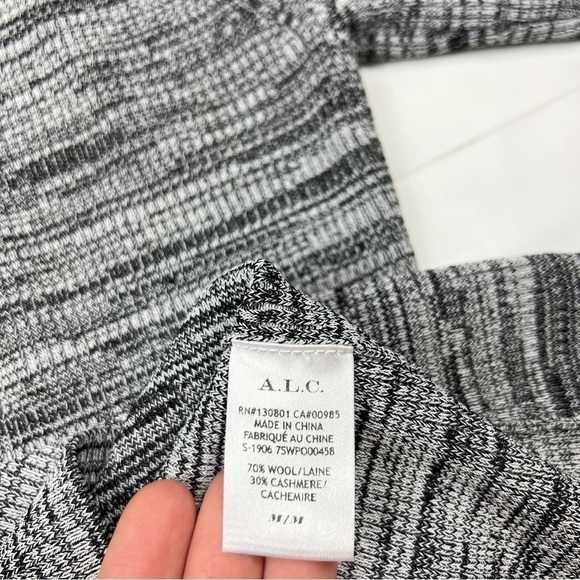 A.L.C.
RN#130801 CA#00985
MADE IN CHINA
FABRIQUÉ AU CHINE
S-1906 7SWPO00458
70% WOOL/LAINE
30% CASHMERE/
CACHEMIRE
M/M